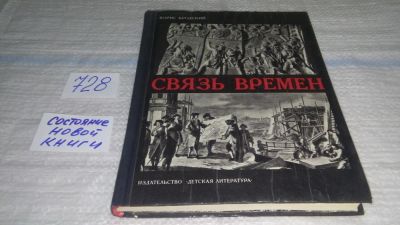 БОРИС БРОДСКИЙ
СВЯЗЬ ВРЕМЕН
ИЗДАТЕЛЬСТВО «ДЕТСКАЯ ЛИТЕРАТУРА»
728
СОСТОЯНИЕ
НОВОЙ
КНИГИ